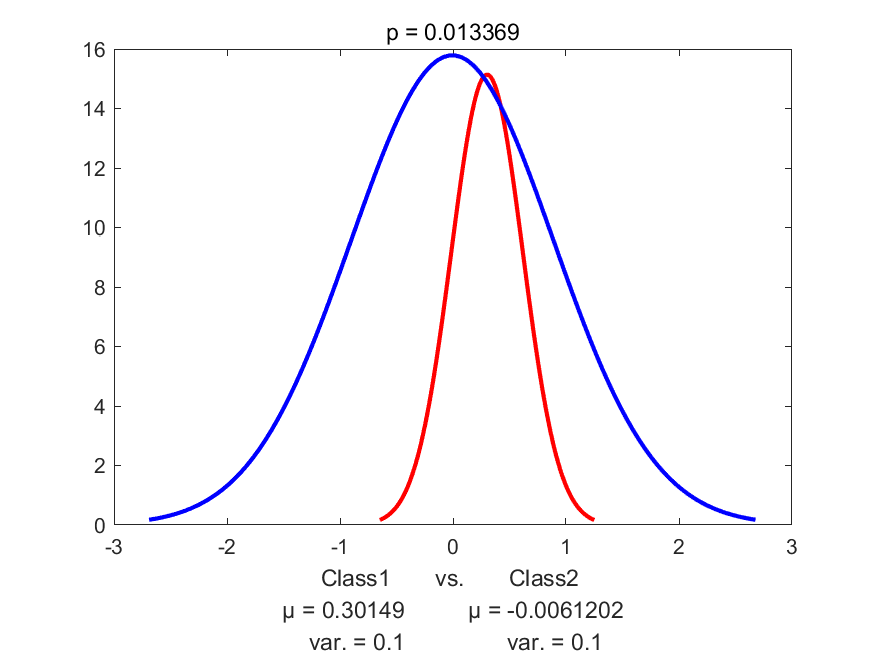 p = 0.013369
16
14
12
10
8
6
4
2
0
-3 -2 -1 0 1 2 3
Class1 vs. Class2
μ = 0.30149 μ = -0.0061202
var. = 0.1 var. = 0.1